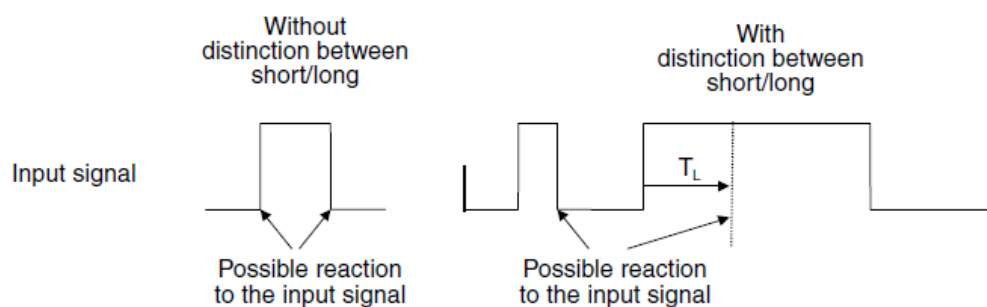 Without
distinction between
short/long
With
distinction between
short/long
Input signal
TL
Possible reaction
to the input signal
Possible reaction
to the input signal